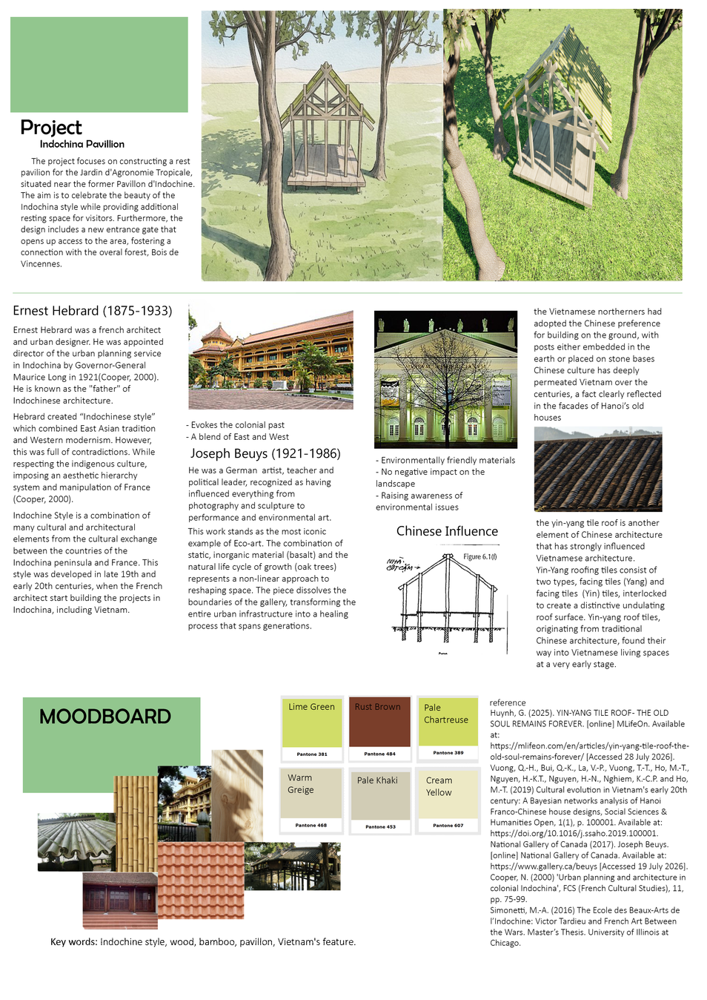 Project
Indochina Pavillion
The project focuses on constructing a rest
pavilion for the Jardin d'Agronomie Tropicale,
situated near the former Pavillon d'Indochine.
The aim is to celebrate the beauty of the
Indochina style while providing additional
resting space for visitors. Furthermore, the
design includes a new entrance gate that
opens up access to the area, fostering a
connection with the overal forest, Bois de
Vincennes.
Ernest Hebrard (1875-1933)
Ernest Hebrard was a french architect
and urban designer. He was appointed
director of the urban planning service
in Indochina by Governor-General
Maurice Long in 1921(Cooper, 2000).
He is known as the "father" of
Indochinese architecture.
Hebrard created “Indochinese style”
which combined East Asian tradition
and Western modernism. However,
this was full of contradictions. While
respecting the indigenous culture,
imposing an aesthetic hierarchy
system and manipulation of France
(Cooper, 2000).
Indochine Style is a combination of
many cultural and architectural
elements from the cultural exchange
between the countries of the
Indochina peninsula and France. This
style was developed in late 19th and
early 20th centuries, when the French
architect start building the projects in
Indochina, including Vietnam.
- Evokes the colonial past
- A blend of East and West
Joseph Beuys (1921-1986)
He was a German  artist, teacher and
political leader, recognized as having
influenced everything from
photography and sculpture to
performance and environmental art.
This work stands as the most iconic
example of Eco-art. The combination of
static, inorganic material (basalt) and the
natural life cycle of growth (oak trees)
represents a non-linear approach to
reshaping space. The piece dissolves the
boundaries of the gallery, transforming the
entire urban infrastructure into a healing
process that spans generations.
- Environmentally friendly materials
- No negative impact on the
landscape
- Raising awareness of
environmental issues
Chinese Influence
Figure 6.1(f)
NHÀ
CỘT CẮM
the Vietnamese northerners had
adopted the Chinese preference
for building on the ground, with
posts either embedded in the
earth or placed on stone bases
Chinese culture has deeply
permeated Vietnam over the
centuries, a fact clearly reflected
in the facades of Hanoi’s old
houses
the yin-yang tile roof is another
element of Chinese architecture
that has strongly influenced
Vietnamese architecture.
Yin-Yang roofing tiles consist of
two types, facing tiles (Yang) and
facing tiles  (Yin) tiles, interlocked
to create a distinctive undulating
roof surface. Yin-yang roof tiles,
originating from traditional
Chinese architecture, found their
way into Vietnamese living spaces
at a very early stage.
MOODBOARD
Lime Green
Pantone 381
Rust Brown
Pantone 484
Pale
Chartreuse
Pantone 389
Warm
Greige
Pantone 468
Pale Khaki
Pantone 453
Cream
Yellow
Pantone 607
Key words: Indochine style, wood, bamboo, pavillon, Vietnam's feature.
reference
Huynh, G. (2025). YIN-YANG TILE ROOF - THE OLD
SOUL REMAINS FOREVER. [online] MLifeOn. Available
at:
https://mlifeon.com/en/articles/yin-yang-tile-roof-the-
old-soul-remains-forever/ [Accessed 28 July 2026].
Vuong, Q.-H., Bui, Q.-K., La, V.-P., Vuong, T.-T., Ho, M.-T.,
Nguyen, H.-K.T., Nguyen, H.-N., Nghiem, K.-C.P. and Ho,
M.-T. (2019) Cultural evolution in Vietnam's early 20th
century: A Bayesian networks analysis of Hanoi
Franco-Chinese house designs, Social Sciences &
Humanities Open, 1(1), p. 100001. Available at:
https://doi.org/10.1016/j.ssaho.2019.100001.
National Gallery of Canada (2017). Joseph Beuys.
[online] National Gallery of Canada. Available at:
https://www.gallery.ca/beuys [Accessed 19 July 2026].
Cooper, N. (2000) 'Urban planning and architecture in
colonial Indochina', FCS (French Cultural Studies), 11,
pp. 75-99.
Simonetti, M.-A. (2016) The Ecole des Beaux-Arts de
l’Indochine: Victor Tardieu and French Art Between
the Wars. Master’s Thesis. University of Illinois at
Chicago.